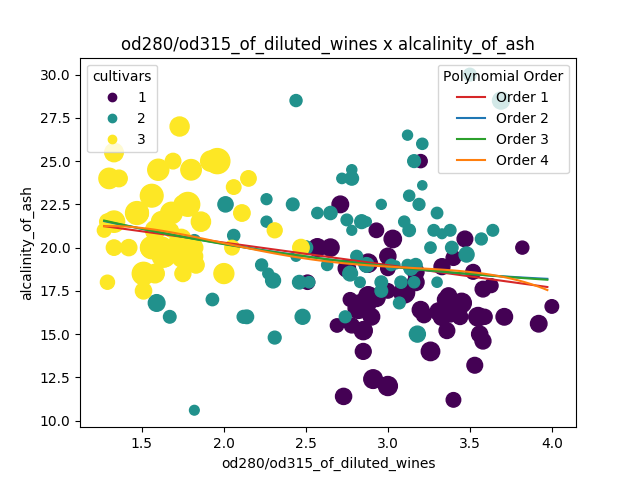 od280/od315_of_diluted_wines x alcalinity_of_ash
30.0
27.5
25.0
22.5
20.0
17.5
15.0
12.5
10.0
alcalinity_of_ash
cultivars
1
2
3
Polynomial Order
Order 1
Order 2
Order 3
Order 4
1.5 2.0 2.5 3.0 3.5 4.0
od280/od315_of_diluted_wines